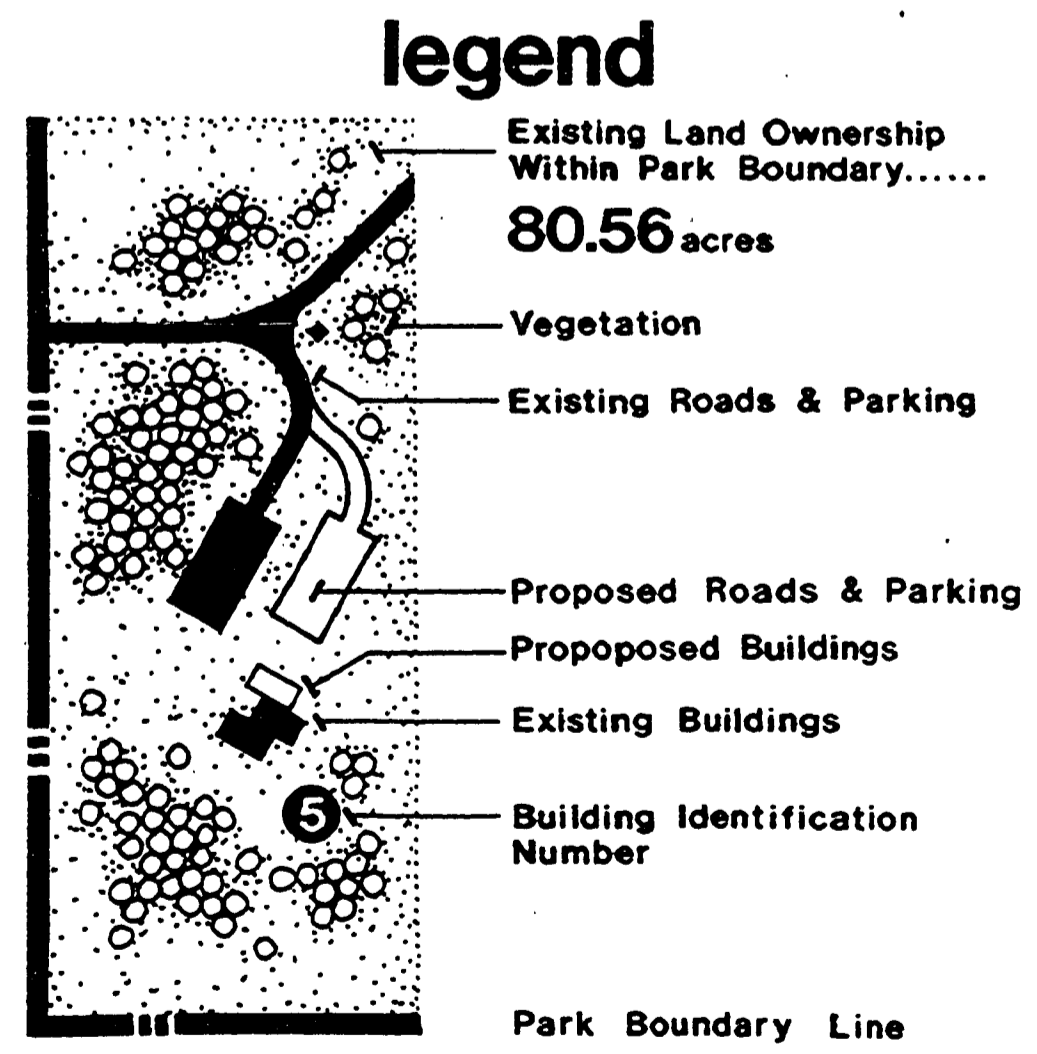 legend
Existing Land Ownership
Within Park Boundary......
80.56 acres
Vegetation
Existing Roads & Parking
Proposed Roads & Parking
Propoposed Buildings
Existing Buildings
5
Building Identification
Number
Park Boundary Line